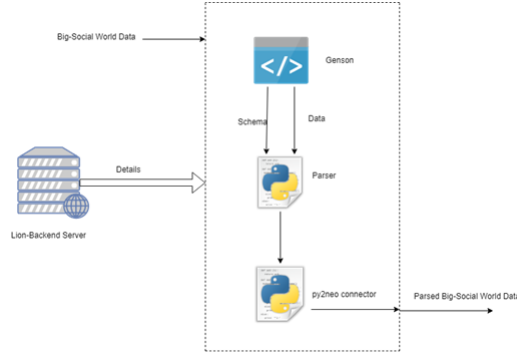 Big-Social World Data
Genson
</>
Schema
Data
Details
Parser
Lion-Backend Server
py2neo connector
Parsed Big-Social World Data